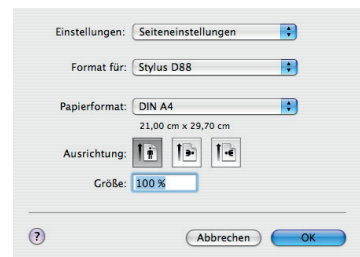 Einstellungen: Seiteneinstellungen
Format für: Stylus D88
Papierformat: DIN A4
21,00 cm x 29,70 cm
Ausrichtung:
Größe: 100 %
? Abbrechen OK